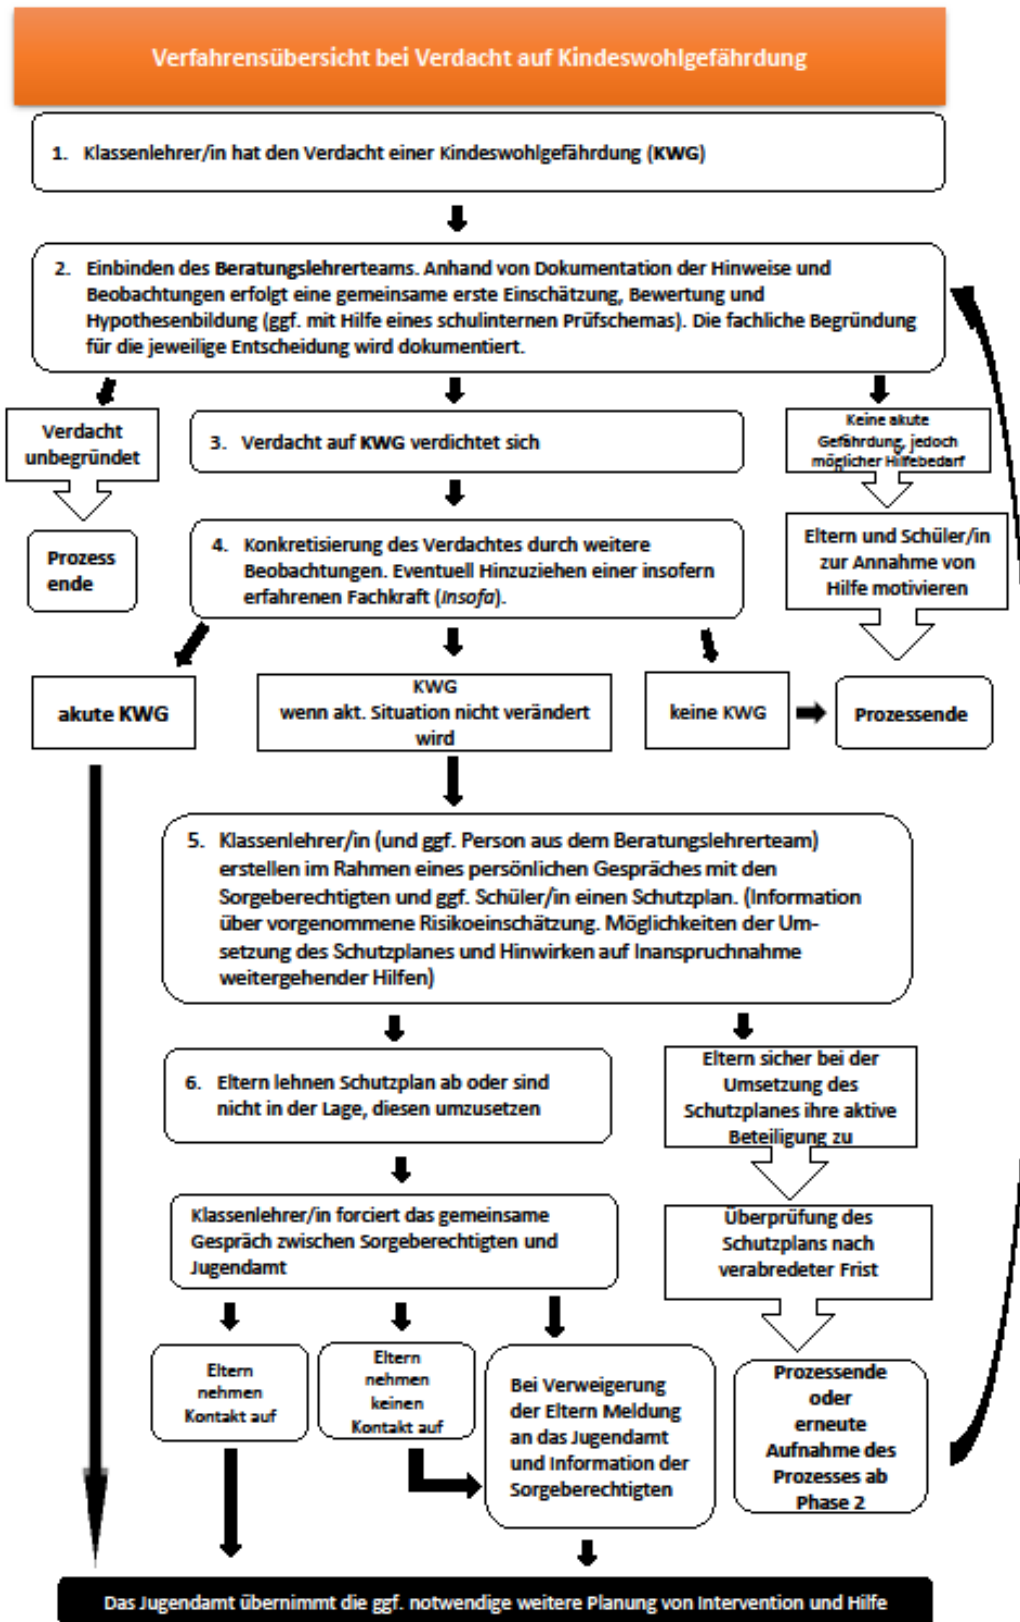 Verfahrensübersicht bei Verdacht auf Kindeswohlgefährdung
1. Klassenlehrer/in hat den Verdacht einer Kindeswohlgefährdung (KWG)
2. Einbinden des Beratungslehrerteams. Anhand von Dokumentation der Hinweise und
Beobachtungen erfolgt eine gemeinsame erste Einschätzung, Bewertung und
Hypothesenbildung (ggf. mit Hilfe eines schulinternen Prüfschemas). Die fachliche Begründung
für die jeweilige Entscheidung wird dokumentiert.
Verdacht
unbegründet
3. Verdacht auf KWG verdichtet sich
Keine akute
Gefährdung, jedoch
möglicher Hilfebedarf
Prozess
ende
4. Konkretisierung des Verdachtes durch weitere
Beobachtungen. Eventuell Hinzuziehen einer insofern
erfahrenen Fachkraft (Insofa).
Eltern und Schüler/in
zur Annahme von
Hilfe motivieren
akute KWG
KWG
wenn akt. Situation nicht verändert
wird
keine KWG
Prozessende
5. Klassenlehrer/in (und ggf. Person aus dem Beratungslehrerteam)
erstellen im Rahmen eines persönlichen Gespräches mit den
Sorgeberechtigten und ggf. Schüler/in einen Schutzplan. (Information
über vorgenommene Risikoeinschätzung. Möglichkeiten der Um-
setzung des Schutzplanes und Hinwirken auf Inanspruchnahme
weitergehender Hilfen)
6. Eltern lehnen Schutzplan ab oder sind
nicht in der Lage, diesen umzusetzen
Eltern sicher bei der
Umsetzung des
Schutzplanes ihre aktive
Beteiligung zu
Klassenlehrer/in forciert das gemeinsame
Gespräch zwischen Sorgeberechtigten und
Jugendamt
Überprüfung des
Schutzplans nach
verabredeter Frist
Eltern
nehmen
Kontakt auf
Eltern
nehmen
keinen
Kontakt auf
Bei Verweigerung
der Eltern Meldung
an das Jugendamt
und Information der
Sorgeberechtigten
Prozessende
oder
erneute
Aufnahme des
Prozesses ab
Phase 2
Das Jugendamt übernimmt die ggf. notwendige weitere Planung von Intervention und Hilfe